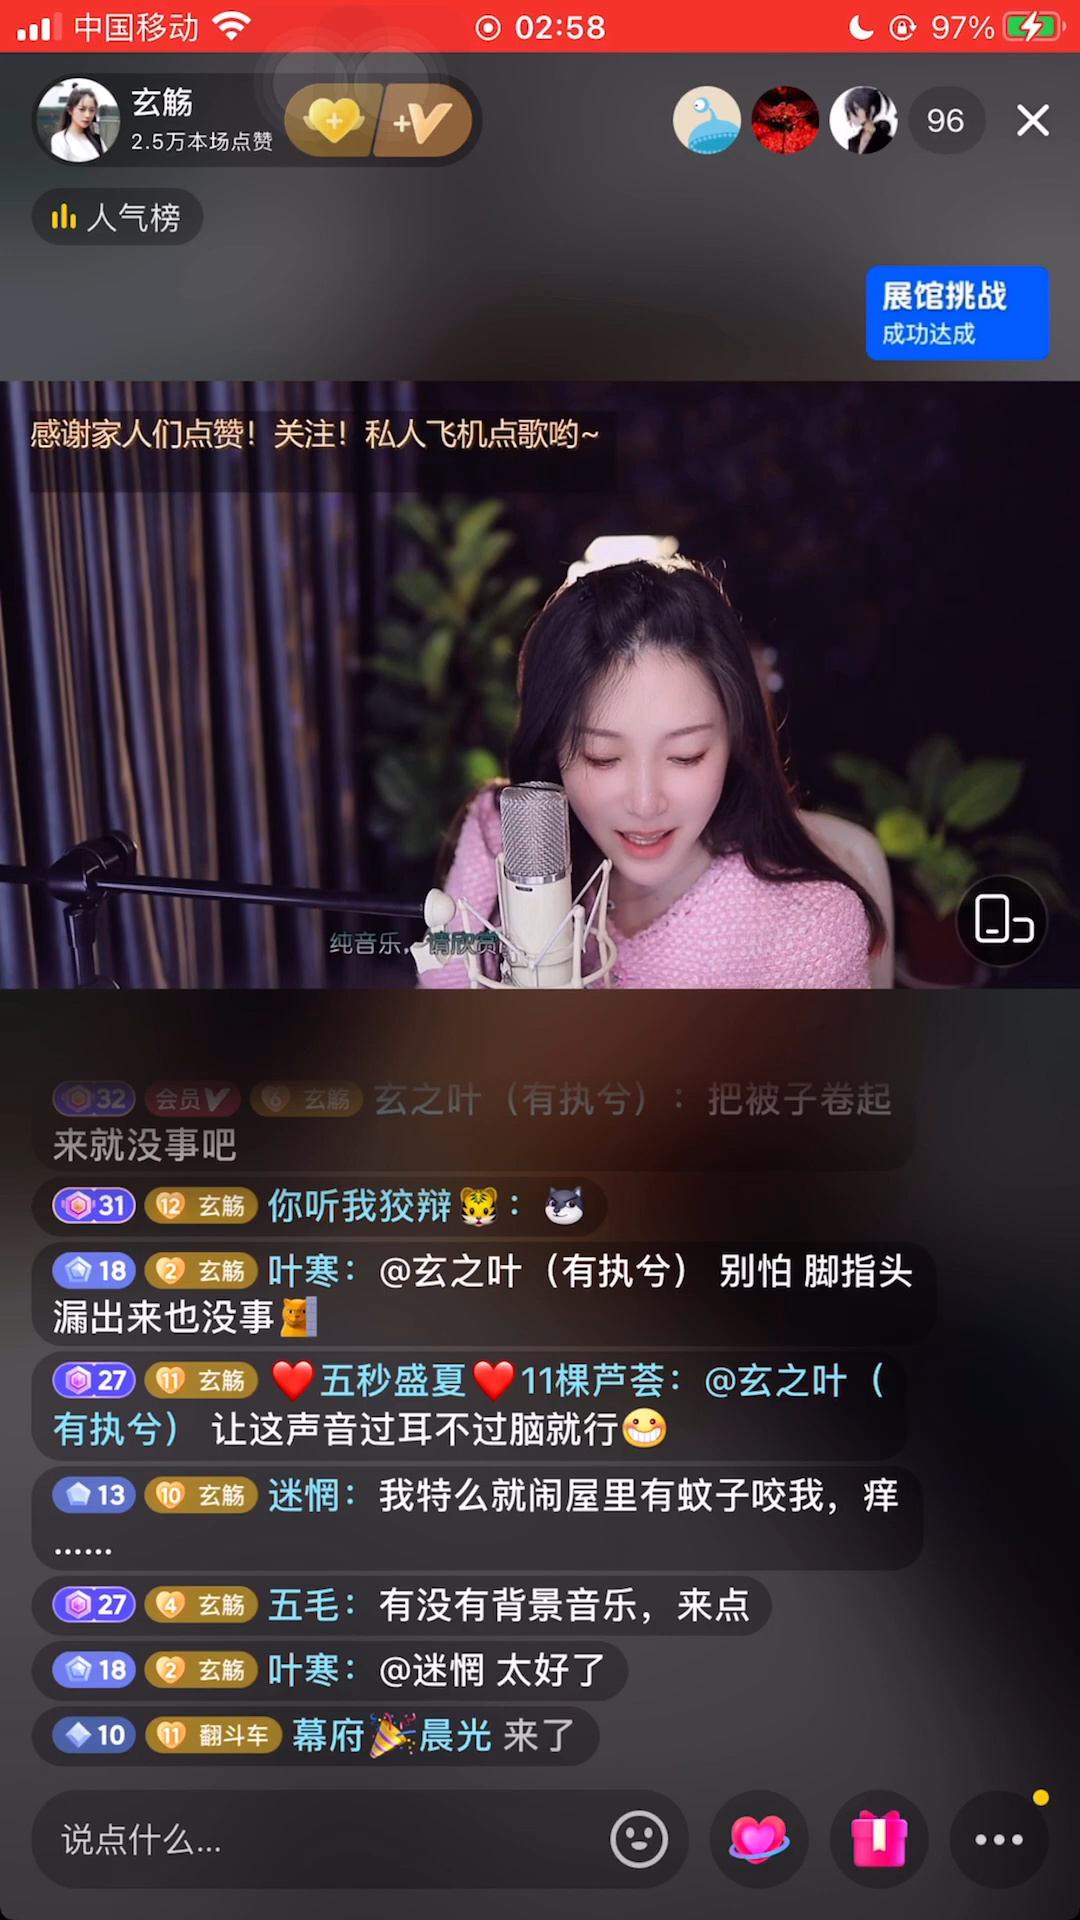 中国移动 02:58 97%
玄觞
2.5万本场点赞
+ +V
96
人气榜
展馆挑战
成功达成
感谢家人们点赞！关注！私人飞机点歌哟~
纯音乐，请欣赏
32 会员V 6 玄觞 玄之叶（有执兮）：把被子卷起
来就没事吧
31 12 玄觞 你听我狡辩🐯：🐺
18 2 玄觞 叶寒：@玄之叶（有执兮） 别怕 脚指头
漏出来也没事
27 11 玄觞 ❤️五秒盛夏❤️11棵芦荟：@玄之叶（
有执兮） 让这声音过耳不过脑就行😁
13 10 玄觞 迷惘：我特么就闹屋里有蚊子咬我，痒
……
27 4 玄觞 五毛：有没有背景音乐，来点
18 2 玄觞 叶寒：@迷惘 太好了
10 11 翻斗车 幕府🎉晨光 来了
说点什么...